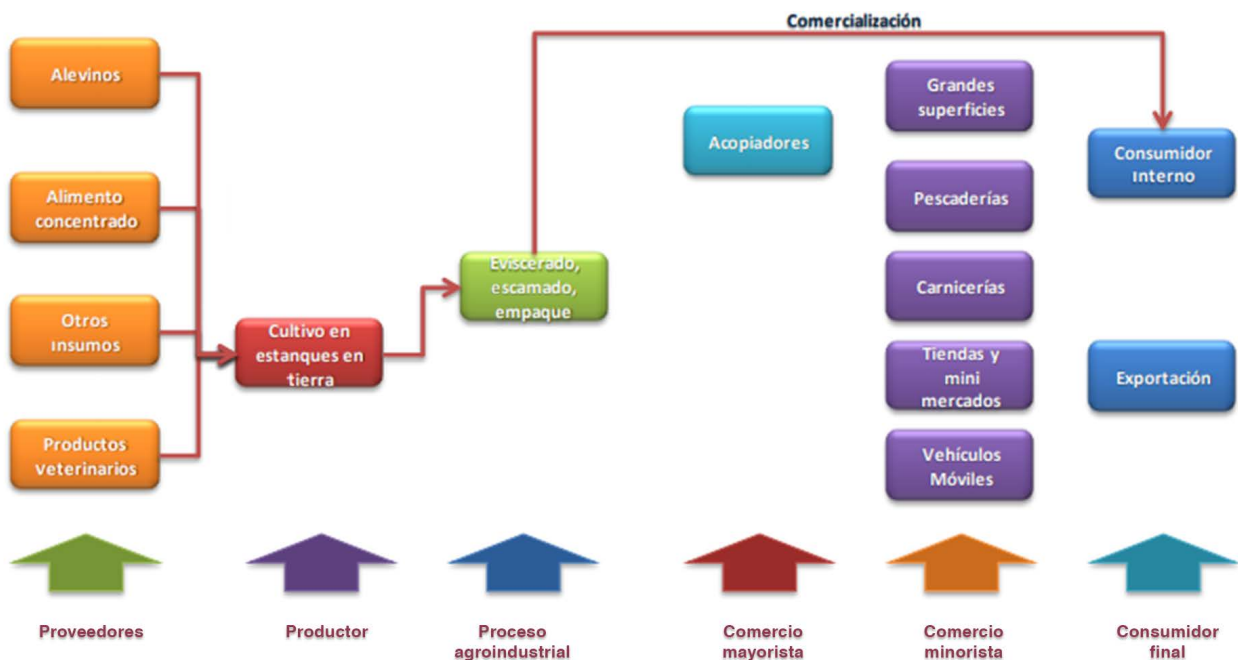 Comercialización
Alevinos
Alimento
concentrado
Otros
insumos
Productos
veterinarios
Cultivo en
estanques en
tierra
Eviscerado,
escamado,
empaque
Acopiadores
Grandes
superficies
Pescaderías
Carnicerías
Tiendas y
mini
mercados
Vehículos
Móviles
Consumidor
Interno
Exportación
Proveedores
Productor
Proceso
agroindustrial
Comercio
mayorista
Comercio
minorista
Consumidor
final